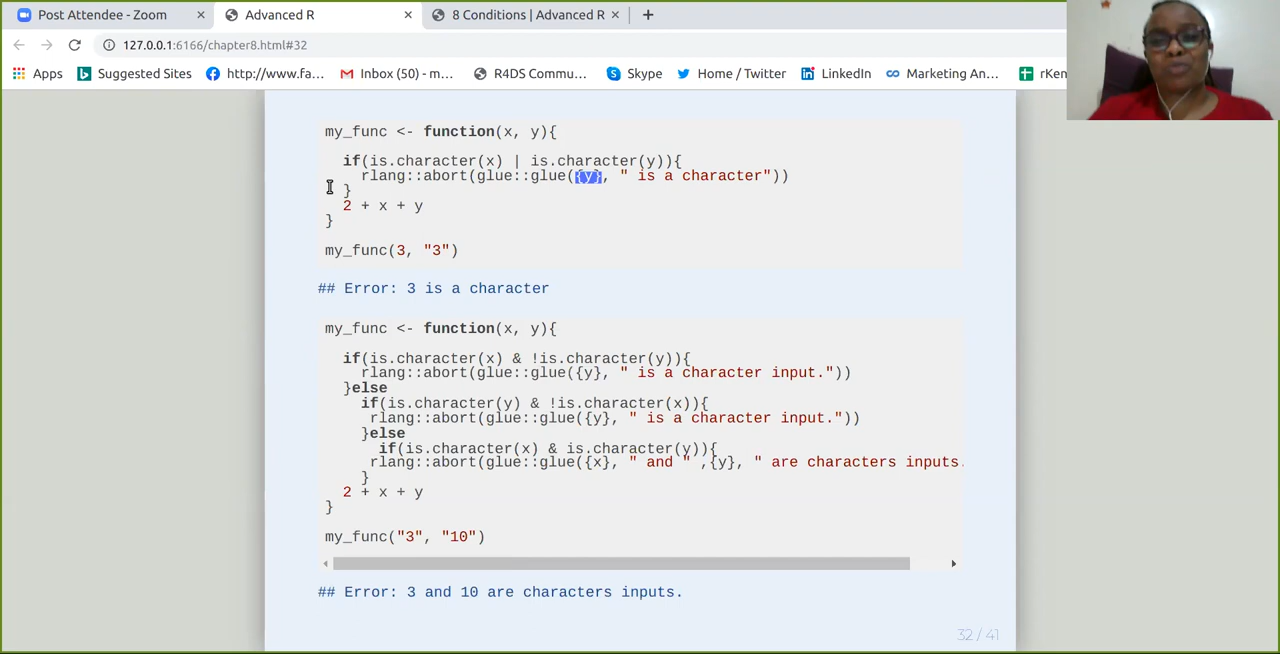 Post Attendee - Zoom
Advanced R
8 Conditions | Advanced R
127.0.0.1:6166/chapter8.html#32
Apps
Suggested Sites
http://www.fa...
Inbox (50) - m...
R4DS Commu...
Skype
Home / Twitter
LinkedIn
Marketing An...
rKen
my_func <- function(x, y){
if(is.character(x) | is.character(y)){
rlang::abort(glue::glue({y}, " is a character"))
}
2 + x + y
}
my_func(3, "3")
## Error: 3 is a character
my_func <- function(x, y){
if(is.character(x) & !is.character(y)){
rlang::abort(glue::glue({y}, " is a character input."))
}else
if(is.character(y) & !is.character(x)){
rlang::abort(glue::glue({y}, " is a character input."))
}else
if(is.character(x) & is.character(y)){
rlang::abort(glue::glue({x}, " and " ,{y}, " are characters inputs.
}
2 + x + y
}
my_func("3", "10")
## Error: 3 and 10 are characters inputs.
32 / 41